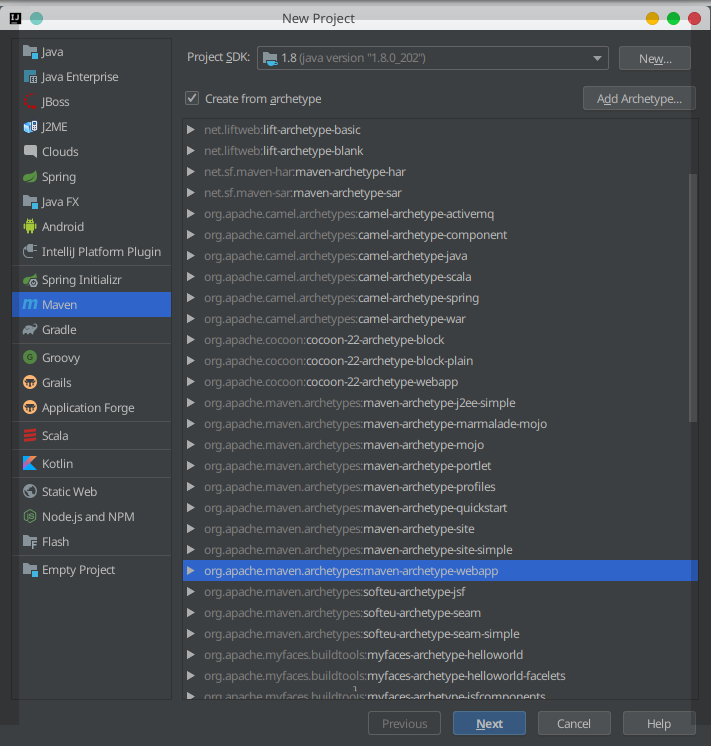 New Project
Java
Java Enterprise
JBoss
J2ME
Clouds
Spring
Java FX
Android
IntelliJ Platform Plugin
Spring Initializr
Maven
Gradle
Groovy
Grails
Application Forge
Scala
Kotlin
Static Web
Node.js and NPM
Flash
Empty Project
Project SDK: 1.8 (java version "1.8.0_202") New...
Create from archetype Add Archetype...
net.liftweb:lift-archetype-basic
net.liftweb:lift-archetype-blank
net.sf.maven-har:maven-archetype-har
net.sf.maven-sar:maven-archetype-sar
org.apache.camel.archetypes:camel-archetype-activemq
org.apache.camel.archetypes:camel-archetype-component
org.apache.camel.archetypes:camel-archetype-java
org.apache.camel.archetypes:camel-archetype-scala
org.apache.camel.archetypes:camel-archetype-spring
org.apache.camel.archetypes:camel-archetype-war
org.apache.cocoon:cocoon-22-archetype-block
org.apache.cocoon:cocoon-22-archetype-block-plain
org.apache.cocoon:cocoon-22-archetype-webapp
org.apache.maven.archetypes:maven-archetype-j2ee-simple
org.apache.maven.archetypes:maven-archetype-marmalade-mojo
org.apache.maven.archetypes:maven-archetype-mojo
org.apache.maven.archetypes:maven-archetype-portlet
org.apache.maven.archetypes:maven-archetype-profiles
org.apache.maven.archetypes:maven-archetype-quickstart
org.apache.maven.archetypes:maven-archetype-site
org.apache.maven.archetypes:maven-archetype-site-simple
org.apache.maven.archetypes:maven-archetype-webapp
org.apache.maven.archetypes:softeu-archetype-jsf
org.apache.maven.archetypes:softeu-archetype-seam
org.apache.maven.archetypes:softeu-archetype-seam-simple
org.apache.myfaces.buildtools:myfaces-archetype-helloworld
org.apache.myfaces.buildtools:myfaces-archetype-helloworld-facelets
org.apache.myfaces.buildtools:myfaces-archetype-jsfcomponents
Previous Next Cancel Help